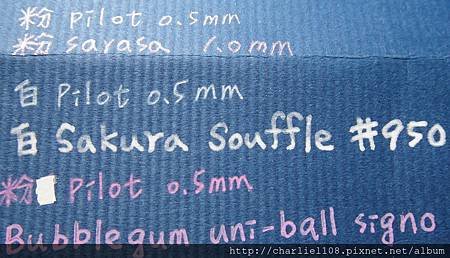 粉 Pilot 0.5mm
粉 sarasa 1.0mm
白 Pilot 0.5mm
白 Sakura Souffle #950
粉 Pilot 0.5mm
Bubblegum uni-ball signo
http://charlie1108.pixnet.net/album